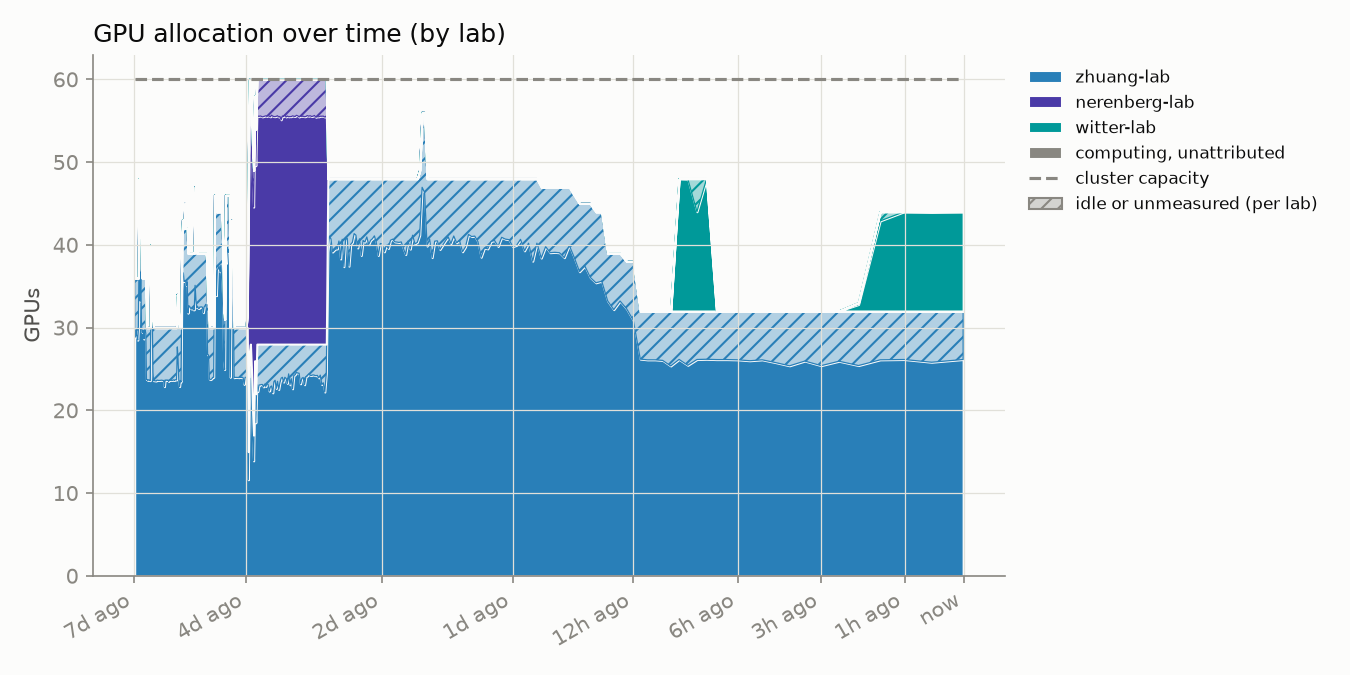 GPU allocation over time (by lab)
zhuang-lab
nerenberg-lab
witter-lab
computing, unattributed
cluster capacity
idle or unmeasured (per lab)
GPUs
60
50
40
30
20
10
0
7d ago
4d ago
2d ago
1d ago
12h ago
6h ago
3h ago
1h ago
now